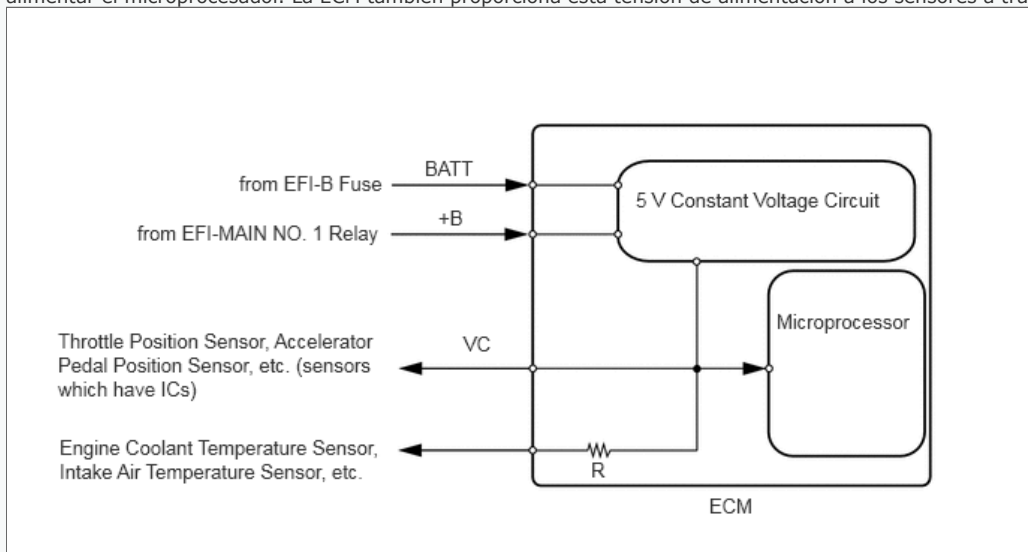 alimentar el microprocesador. La ECM también proporciona esta tensión de alimentación a los sensores a tra
BATT
from EFI-B Fuse
5 V Constant Voltage Circuit
+B
from EFI-MAIN NO. 1 Relay
Microprocessor
Throttle Position Sensor, Accelerator
Pedal Position Sensor, etc. (sensors
which have ICs)
VC
Engine Coolant Temperature Sensor,
Intake Air Temperature Sensor, etc.
R
ECM